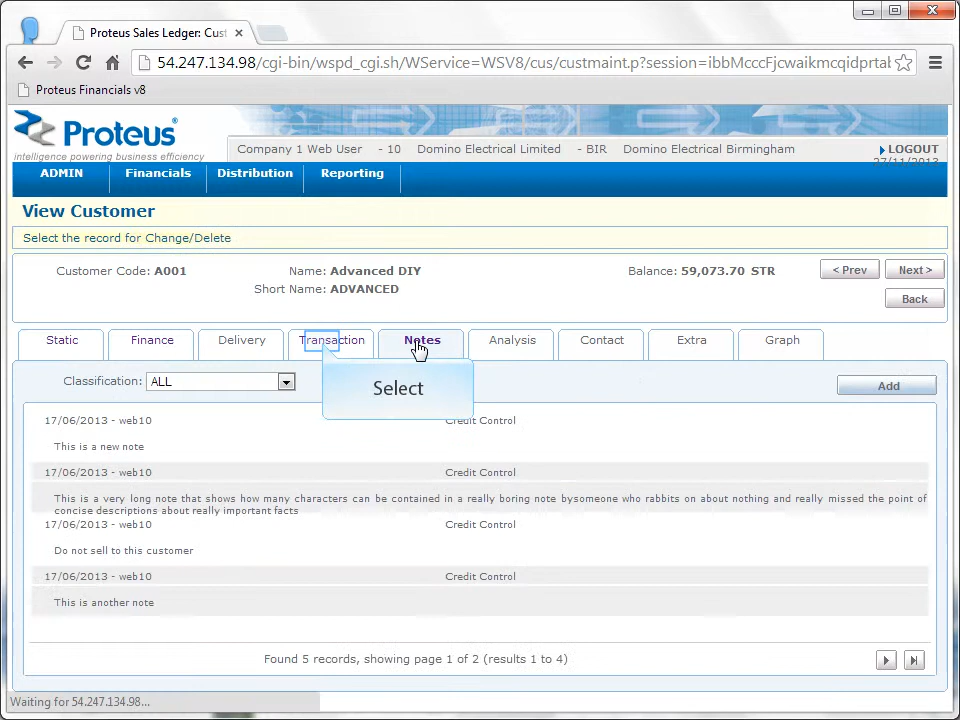 Proteus Sales Ledger: Cust
54.247.134.98/cgi-bin/wspd_cgi.sh/WService=WSV8/cus/custmaint.p?session=ibbMcccFjcwaikmcqidprtab
Proteus Financials v8
Proteus
intelligence powering business efficiency
Company 1 Web User - 10 Domino Electrical Limited - BIR Domino Electrical Birmingham
LOGOUT
27/11/2013
ADMIN Financials Distribution Reporting
View Customer
Select the record for Change/Delete
Customer Code: A001 Name: Advanced DIY Balance: 59,073.70 STR < Prev Next >
Short Name: ADVANCED
Back
Static Finance Delivery Transaction Notes Analysis Contact Extra Graph
Classification: ALL Add
Select
17/06/2013 - web10 Credit Control
This is a new note
17/06/2013 - web10 Credit Control
This is a very long note that shows how many characters can be contained in a really boring note bysomeone who rabbits on about nothing and really missed the point of
concise descriptions about really important facts
17/06/2013 - web10 Credit Control
Do not sell to this customer
17/06/2013 - web10 Credit Control
This is another note
Found 5 records, showing page 1 of 2 (results 1 to 4)
Waiting for 54.247.134.98...